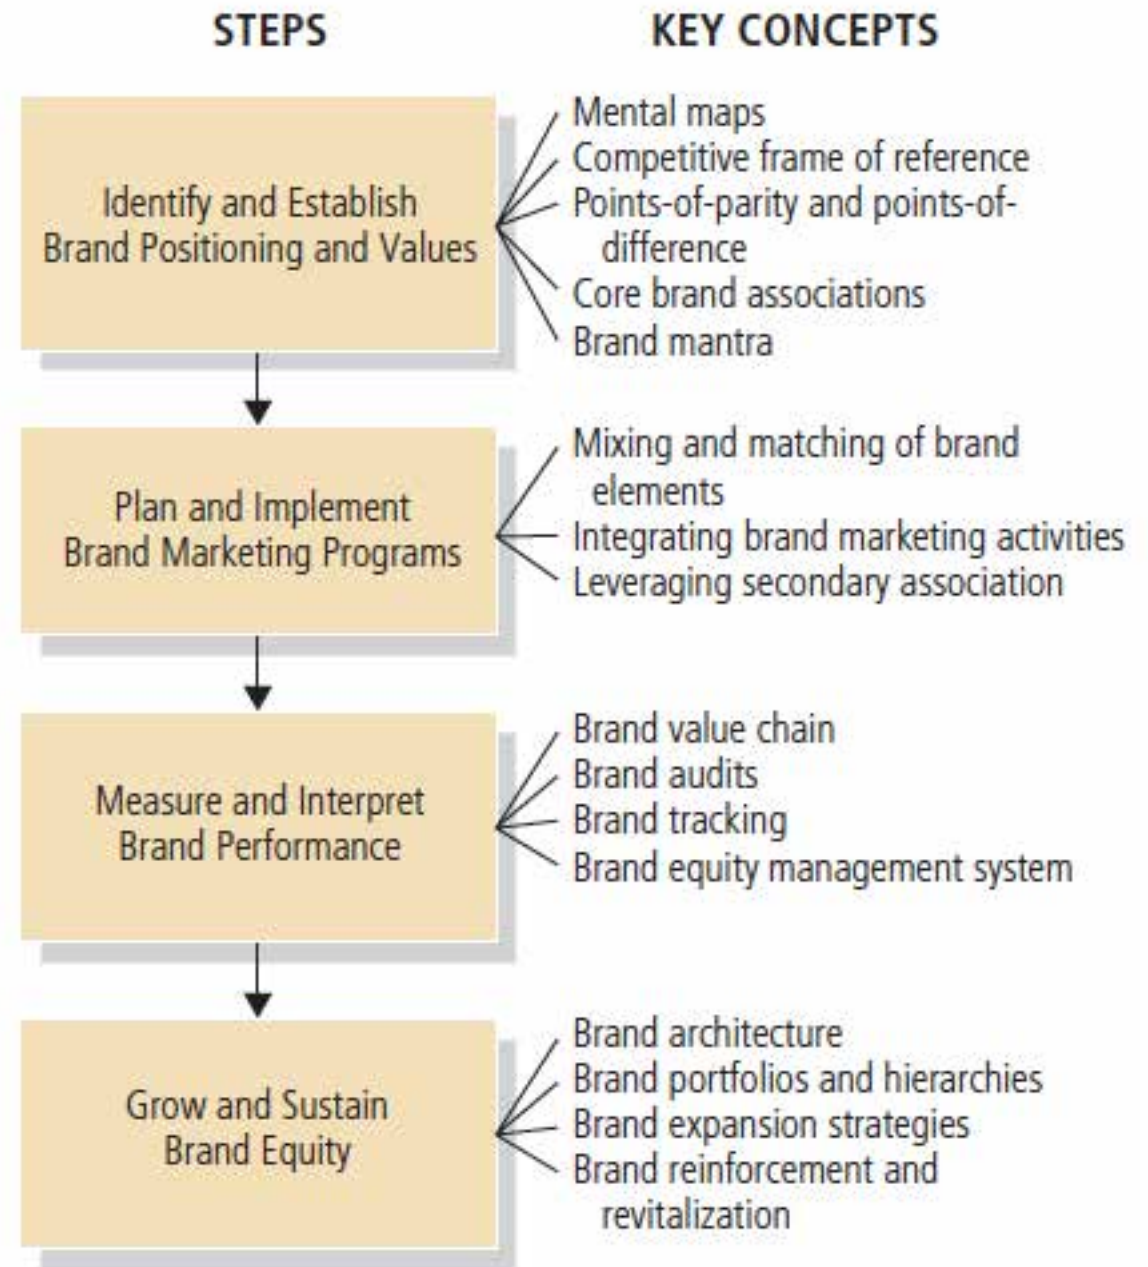 STEPS
KEY CONCEPTS
Identify and Establish
Brand Positioning and Values
Mental maps
Competitive frame of reference
Points-of-parity and points-of-
difference
Core brand associations
Brand mantra
Plan and Implement
Brand Marketing Programs
Mixing and matching of brand
elements
Integrating brand marketing activities
Leveraging secondary association
Measure and Interpret
Brand Performance
Brand value chain
Brand audits
Brand tracking
Brand equity management system
Grow and Sustain
Brand Equity
Brand architecture
Brand portfolios and hierarchies
Brand expansion strategies
Brand reinforcement and
revitalization